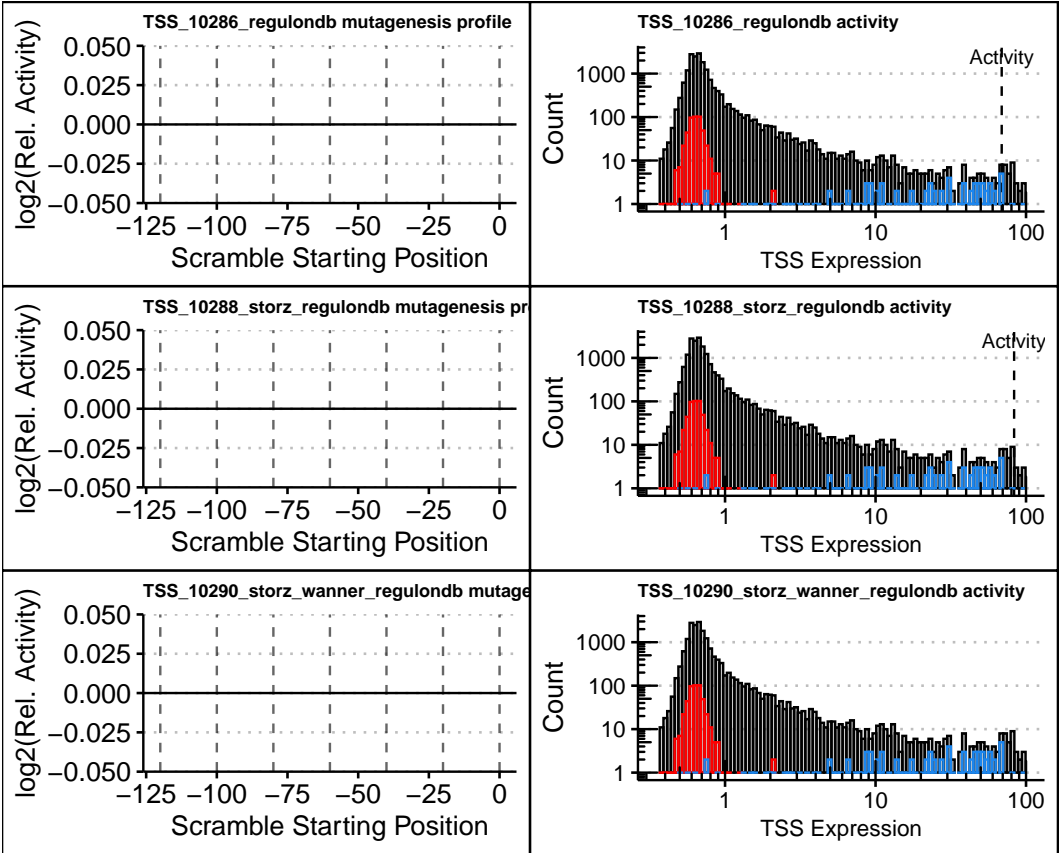 TSS_10286_regulondb mutagenesis profile
log2(Rel. Activity)
0.050
0.025
0.000
−0.025
−0.050
−125 −100 −75 −50 −25 0
Scramble Starting Position
TSS_10286_regulondb activity
Activity
Count
1000
100
10
1
1 10 100
TSS Expression
TSS_10288_storz_regulondb mutagenesis pr
log2(Rel. Activity)
0.050
0.025
0.000
−0.025
−0.050
−125 −100 −75 −50 −25 0
Scramble Starting Position
TSS_10288_storz_regulondb activity
Activity
Count
1000
100
10
1
1 10 100
TSS Expression
TSS_10290_storz_wanner_regulondb mutage
log2(Rel. Activity)
0.050
0.025
0.000
−0.025
−0.050
−125 −100 −75 −50 −25 0
Scramble Starting Position
TSS_10290_storz_wanner_regulondb activity
Count
1000
100
10
1
1 10 100
TSS Expression